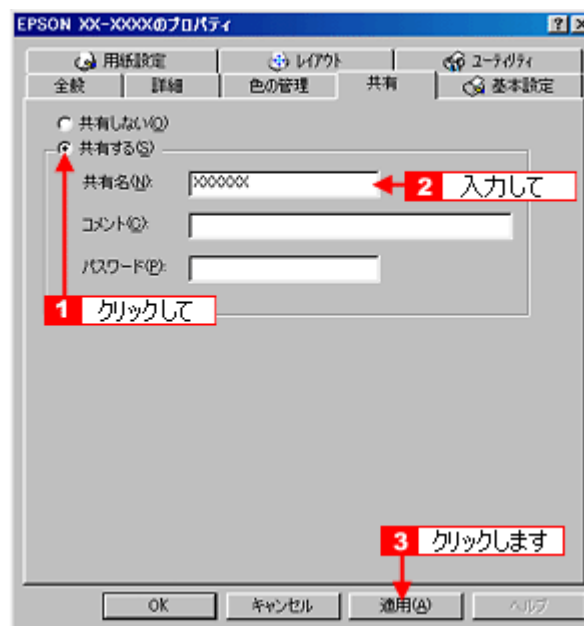 EPSON XX-XXXXのプロパティ
用紙設定 レイアウト ユーティリティ
全般 詳細 色の管理 共有 基本設定
共有しない(O)
共有する(S)
共有名(N): XXXXXX 2 入力して
コメント(C):
パスワード(P):
1 クリックして
3 クリックします
OK キャンセル 適用(A) ヘルプ